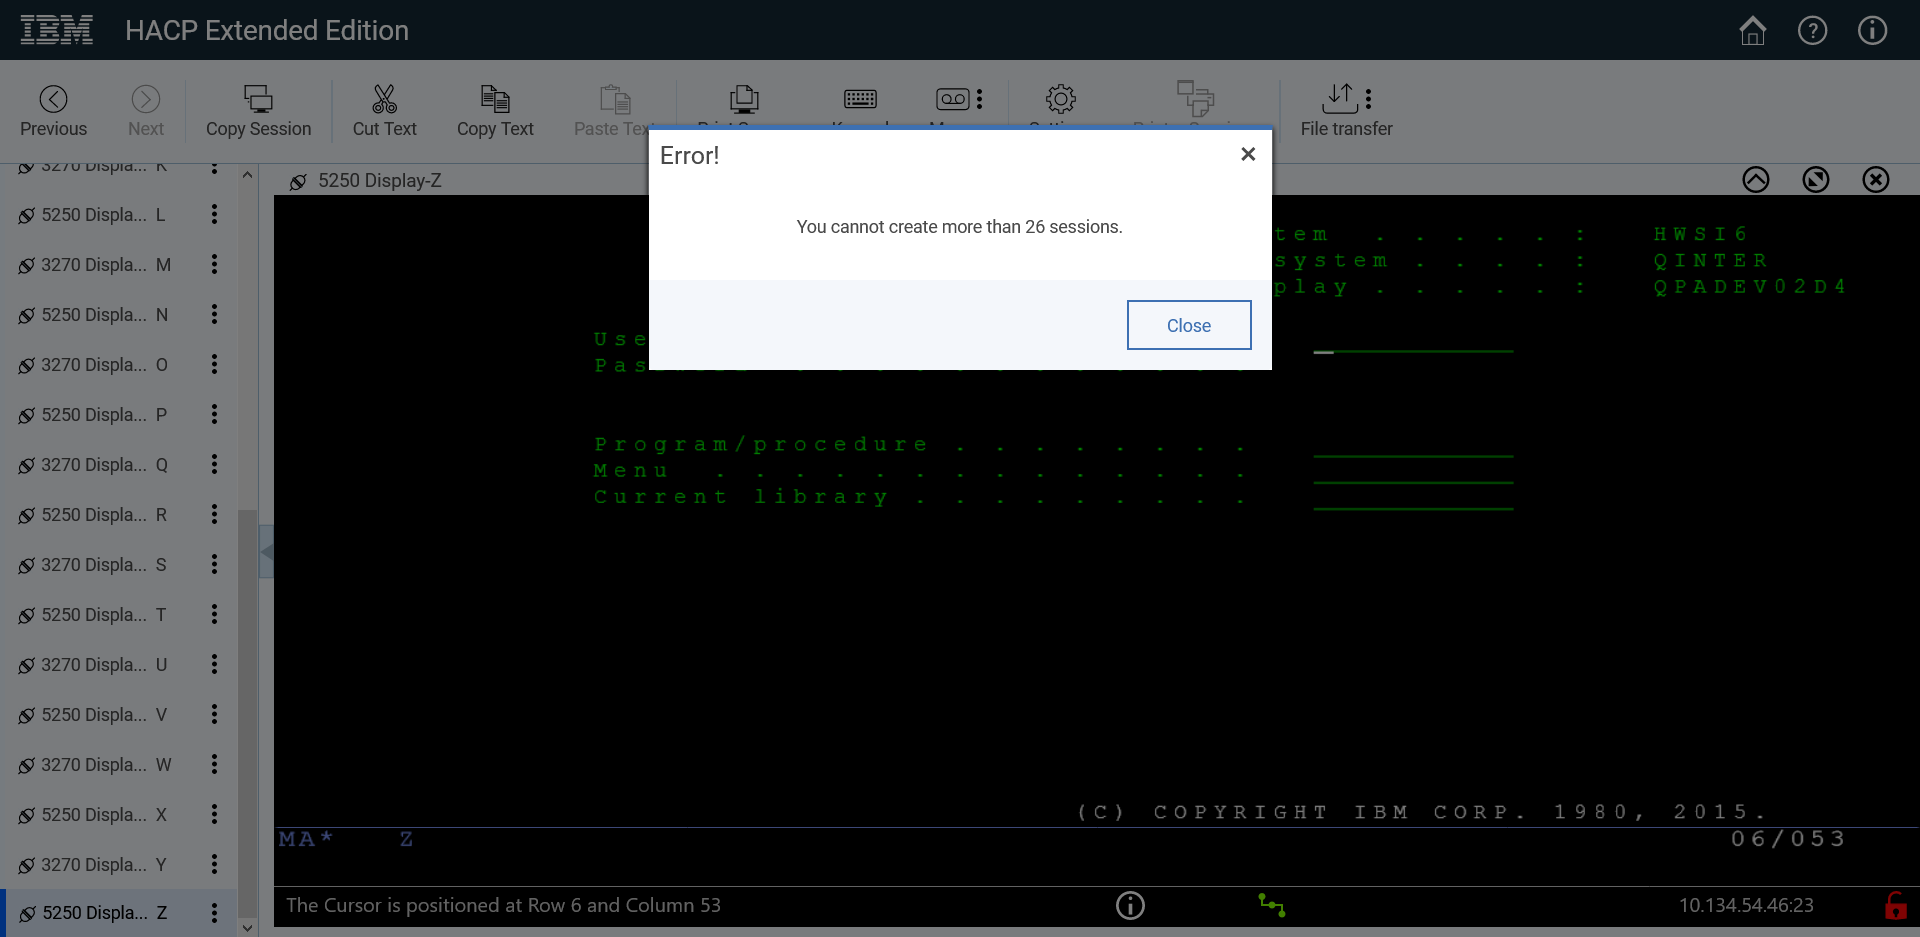 IBM HACP Extended Edition
Previous Next Copy Session Cut Text Copy Text Paste Text File transfer
Error!
You cannot create more than 26 sessions.
Close
3270 Displa... K
5250 Displa... L
3270 Displa... M
5250 Displa... N
3270 Displa... O
5250 Displa... P
3270 Displa... Q
5250 Displa... R
3270 Displa... S
5250 Displa... T
3270 Displa... U
5250 Displa... V
3270 Displa... W
5250 Displa... X
3270 Displa... Y
5250 Displa... Z
5250 Display-Z
tem . . . . . : HWSI6
system . . . . : QINTER
play . . . . . : QPADEV02D4
Use
Pas
Program/procedure . . . . . . . .
Menu . . . . . . . . . . . . . .
Current library . . . . . . . . .
(C) COPYRIGHT IBM CORP. 1980, 2015.
MA* Z 06/053
The Cursor is positioned at Row 6 and Column 53 10.134.54.46:23